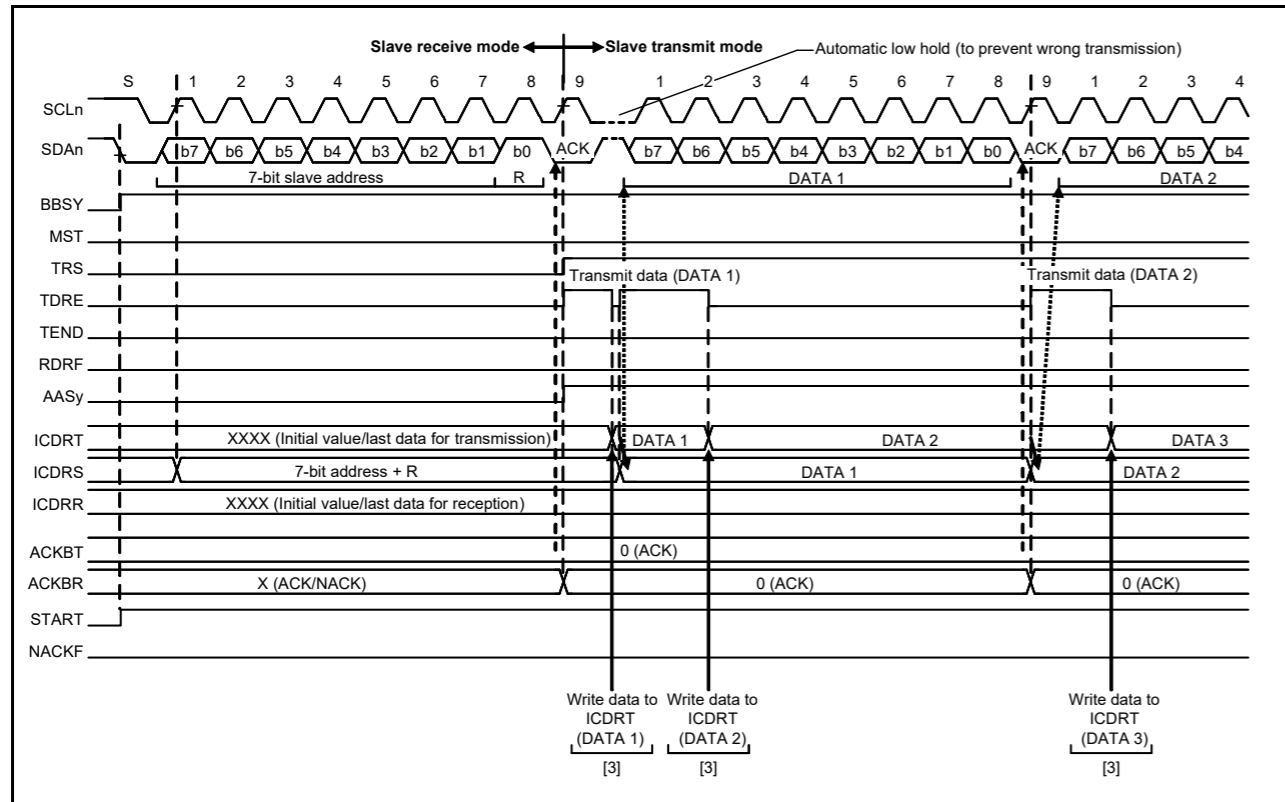 Slave receive mode Slave transmit mode
Automatic low hold (to prevent wrong transmission)
S 1 2 3 4 5 6 7 8 9 1 2 3 4 5 6 7 8 9 1 2 3 4
SCLn
SDAn b7 b6 b5 b4 b3 b2 b1 b0 ACK b7 b6 b5 b4 b3 b2 b1 b0 ACK b7 b6 b5 b4
7-bit slave address R DATA 1 DATA 2
BBSY
MST
TRS
Transmit data (DATA 1) Transmit data (DATA 2)
TDRE
TEND
RDRF
AASy
ICDRT XXXX (Initial value/last data for transmission) DATA 1 DATA 2 DATA 3
ICDRS 7-bit address + R DATA 1 DATA 2
ICDRR XXXX (Initial value/last data for reception)
ACKBT 0 (ACK)
ACKBR X (ACK/NACK) 0 (ACK) 0 (ACK)
START
NACKF
Write data to Write data to Write data to
ICDRT ICDRT ICDRT
(DATA 1) (DATA 2) (DATA 3)
[3] [3] [3]